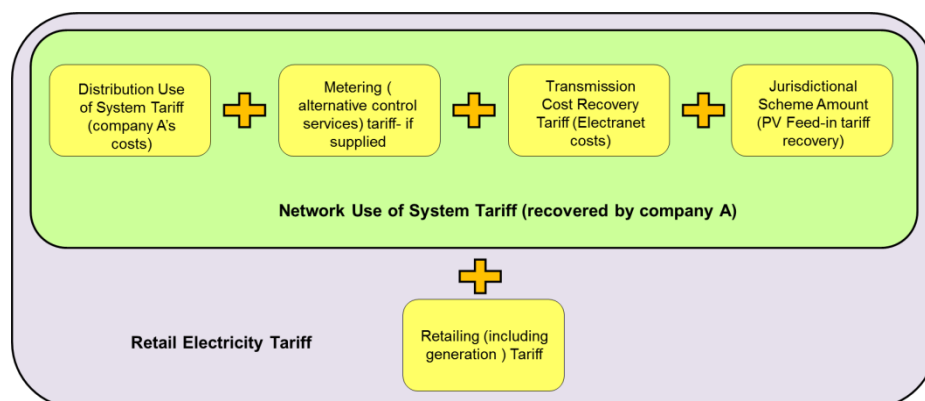 Distribution Use
of System Tariff
(company A's
costs)
Metering (
alternative control
services) tariff- if
supplied
Transmission
Cost Recovery
Tariff (Electranet
costs)
Jurisdictional
Scheme Amount
(PV Feed-in tariff
recovery)
Network Use of System Tariff (recovered by company A)
Retail Electricity Tariff
Retailing (including
generation ) Tariff